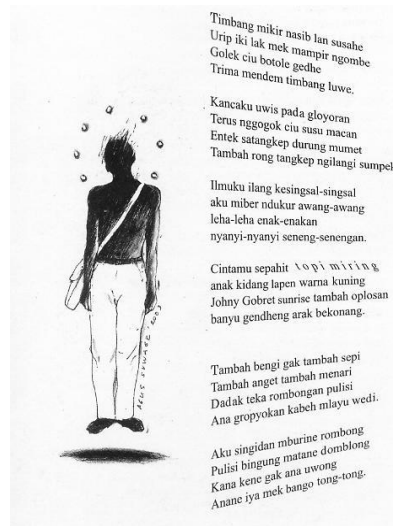 Timbang mikir nasib lan susahe
Urip iki lak mek mampir ngombe
Golek ciu botole gedhe
Trima mendem timbang luwe.
Kancaku uwis pada gloyoran
Terus nggogok ciu susu macan
Entek satangkep durung mumet
Tambah rong tangkep ngilangi sumpek
Ilmuku ilang kesingsal-singsal
aku miber ndukur awang-awang
leha-leha enak-enakan
nyanyi-nyanyi seneng-senengan.
Cintamu sepahit topi miring
anak kidang lapen warna kuning
Johny Gobret sunrise tambah oplosan
banyu gendheng arak bekonang.
Tambah bengi gak tambah sepi
Tambah anget tambah menari
Dadak teka rombongan pulisi
Ana gropyokan kabeh mlayu wedi.
Aku singidan mburine rombong
Pulisi bingung matane domblong
Kana kene gak ana uwong
Anane iya mek bango tong-tong.
AGUS SUWAGE 2003